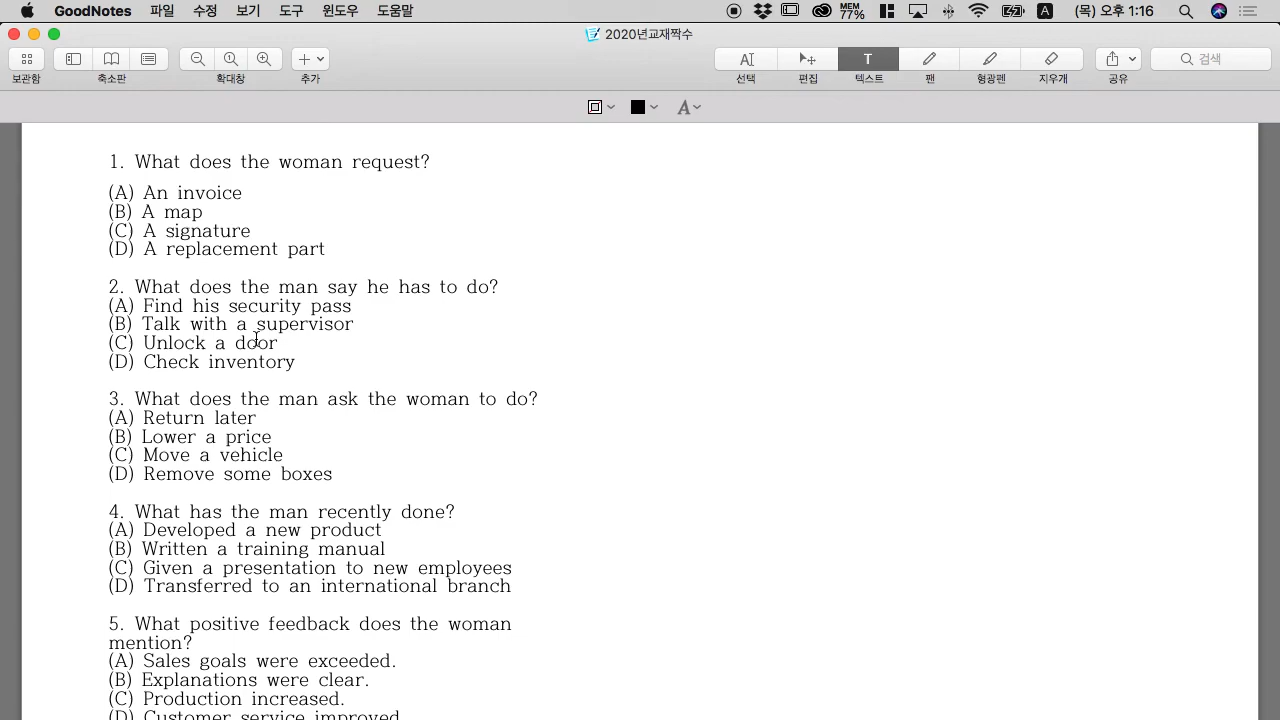 GoodNotes 파일 수정 보기 도구 윈도우 도움말 MEM 77% A (목) 오후 1:16
2020년교재짝수
보관함 축소판 확대창 추가 선택 편집 텍스트 펜 형광펜 지우개 공유 검색
1. What does the woman request?
(A) An invoice
(B) A map
(C) A signature
(D) A replacement part
2. What does the man say he has to do?
(A) Find his security pass
(B) Talk with a supervisor
(C) Unlock a door
(D) Check inventory
3. What does the man ask the woman to do?
(A) Return later
(B) Lower a price
(C) Move a vehicle
(D) Remove some boxes
4. What has the man recently done?
(A) Developed a new product
(B) Written a training manual
(C) Given a presentation to new employees
(D) Transferred to an international branch
5. What positive feedback does the woman
mention?
(A) Sales goals were exceeded.
(B) Explanations were clear.
(C) Production increased.
(D) Customer service improved.